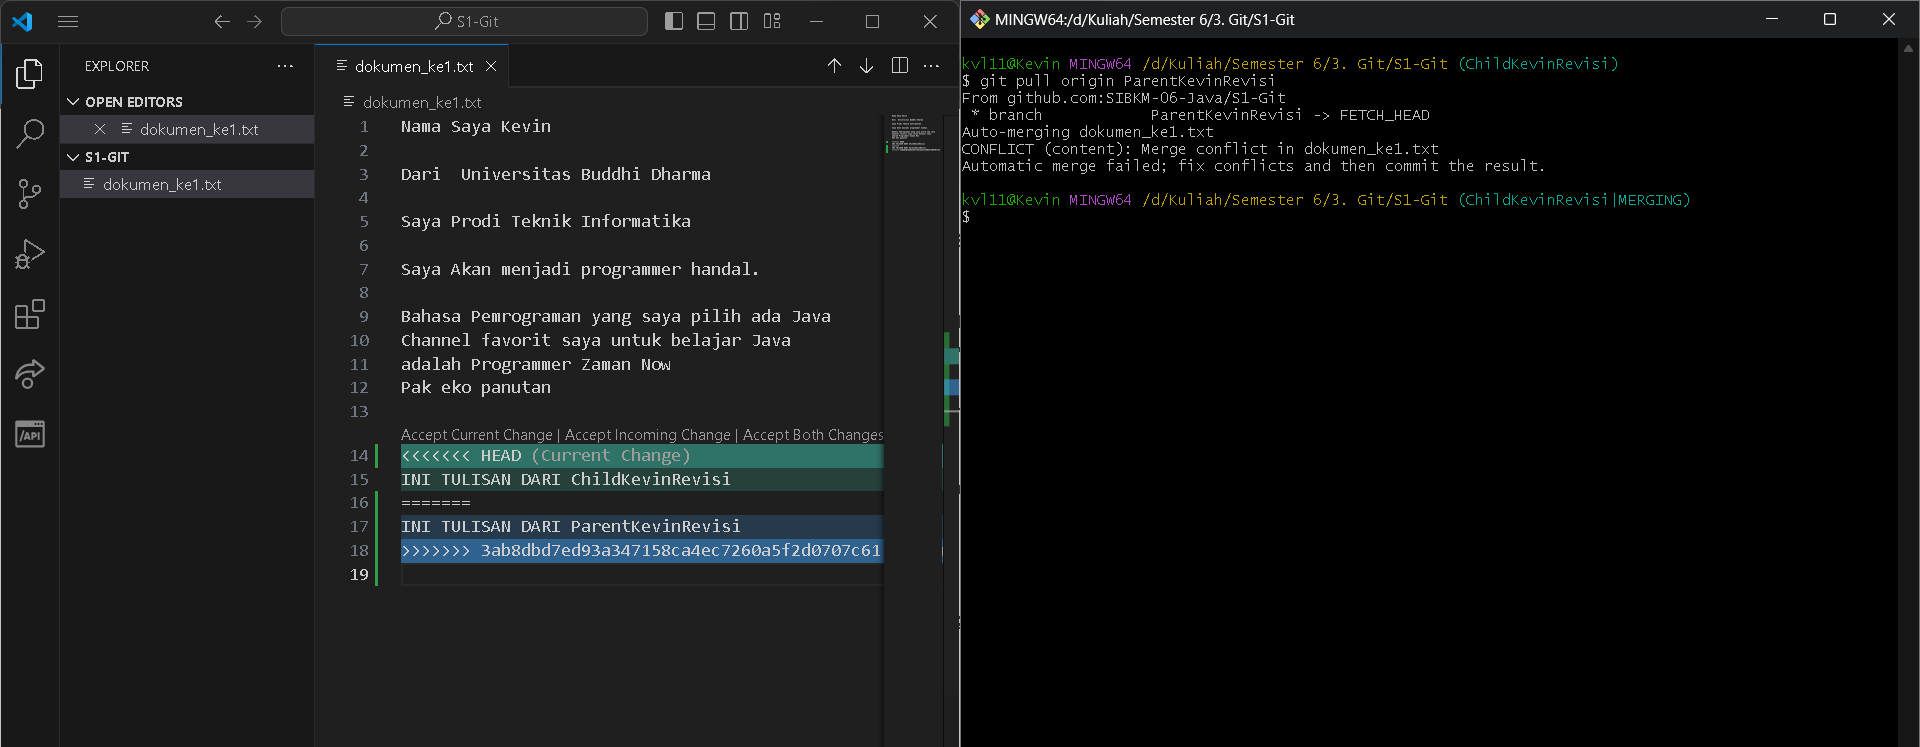 S1-Git
EXPLORER
OPEN EDITORS
dokumen_ke1.txt
S1-GIT
dokumen_ke1.txt
/API
dokumen_ke1.txt
dokumen_ke1.txt
1 Nama Saya Kevin
2
3 Dari  Universitas Buddhi Dharma
4
5 Saya Prodi Teknik Informatika
6
7 Saya Akan menjadi programmer handal.
8
9 Bahasa Pemrograman yang saya pilih ada Java
10 Channel favorit saya untuk belajar Java
11 adalah Programmer Zaman Now
12 Pak eko panutan
13
Accept Current Change | Accept Incoming Change | Accept Both Changes
14 <<<<<<< HEAD (Current Change)
15 INI TULISAN DARI ChildKevinRevisi
16 =======
17 INI TULISAN DARI ParentKevinRevisi
18 >>>>>>> 3ab8dbd7ed93a347158ca4ec7260a5f2d0707c61
19
MINGW64:/d/Kuliah/Semester 6/3. Git/S1-Git
kvl11@Kevin MINGW64 /d/Kuliah/Semester 6/3. Git/S1-Git (ChildKevinRevisi)
$ git pull origin ParentKevinRevisi
From github.com:SIBKM-06-Java/S1-Git
 * branch            ParentKevinRevisi -> FETCH_HEAD
Auto-merging dokumen_ke1.txt
CONFLICT (content): Merge conflict in dokumen_ke1.txt
Automatic merge failed; fix conflicts and then commit the result.
kvl11@Kevin MINGW64 /d/Kuliah/Semester 6/3. Git/S1-Git (ChildKevinRevisi|MERGING)
$